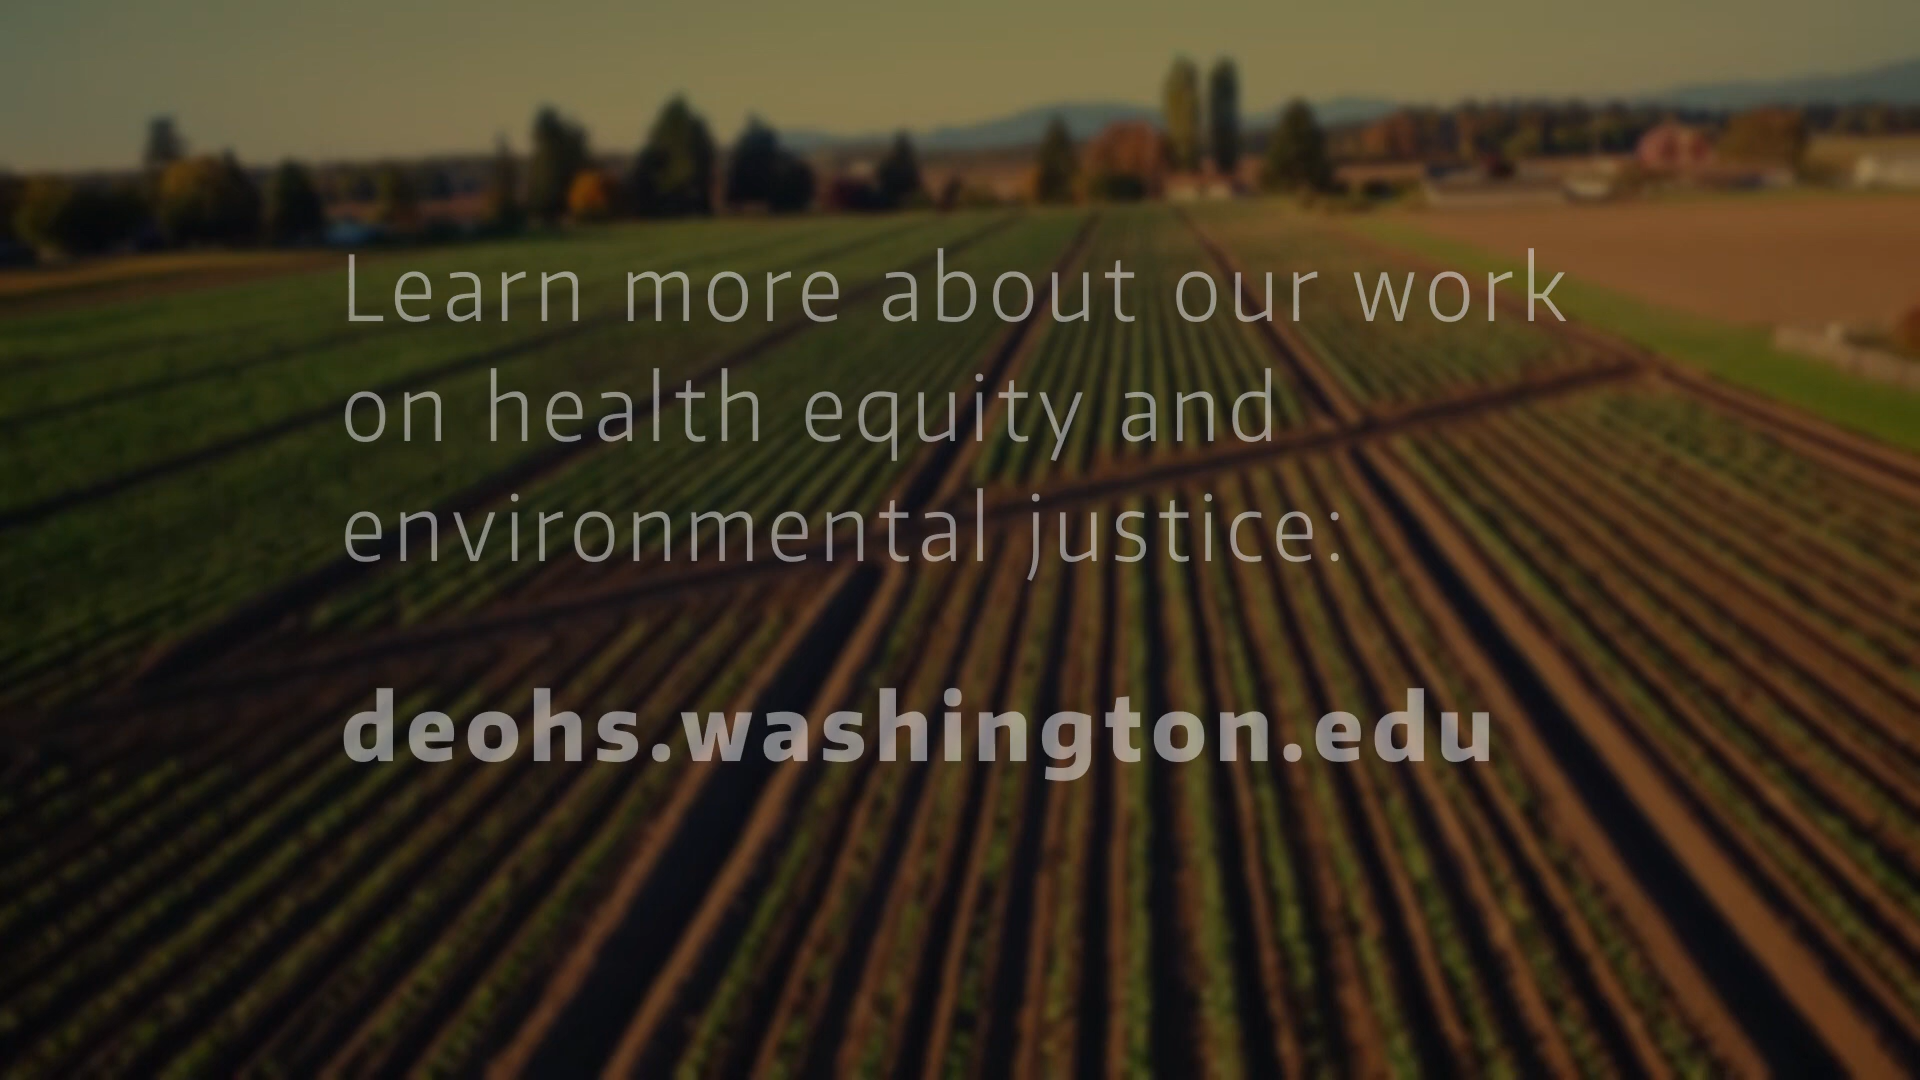 Learn more about our work
on health equity and
environmental justice:
deohs.washington.edu